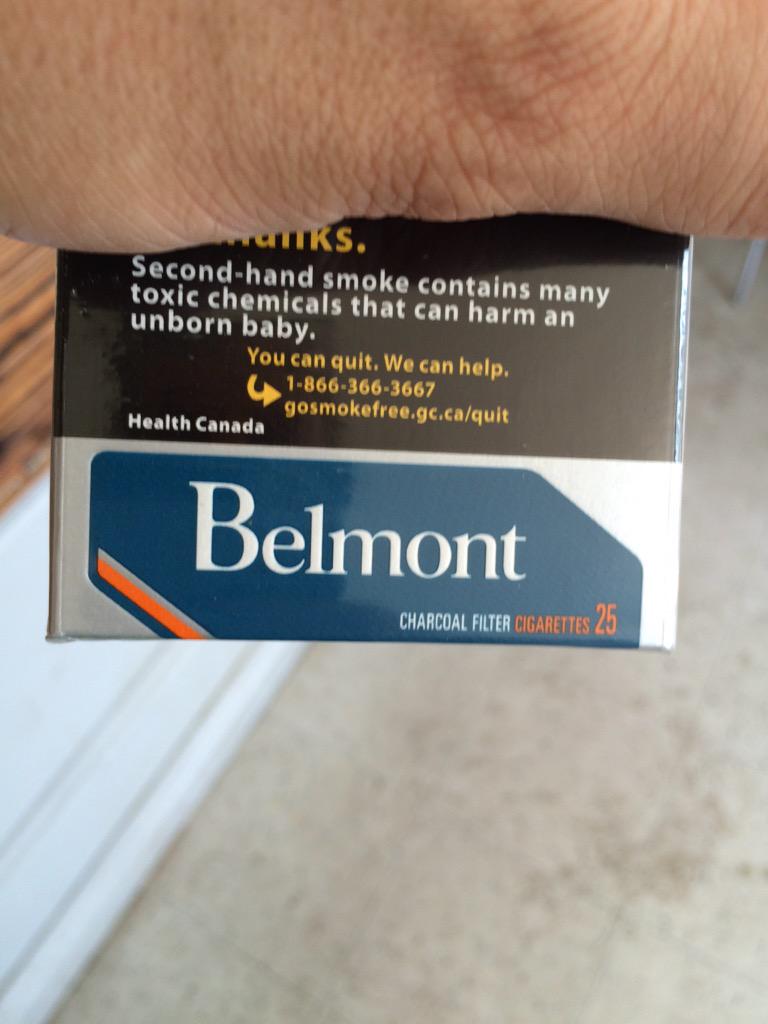 Second-hand smoke contains many
toxic chemicals that can harm an
unborn baby.
You can quit. We can help.
1-866-366-3667
gosmokefree.gc.ca/quit
Health Canada
Belmont
CHARCOAL FILTER CIGARETTES 25